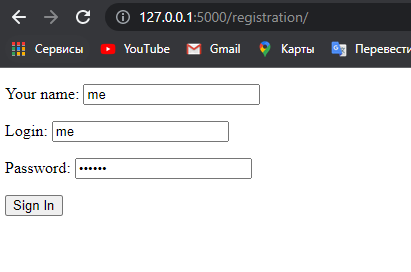 127.0.0.1:5000/registration/
Сервисы YouTube Gmail Карты Перевести
Your name: me
Login: me
Password: ••••••
Sign In